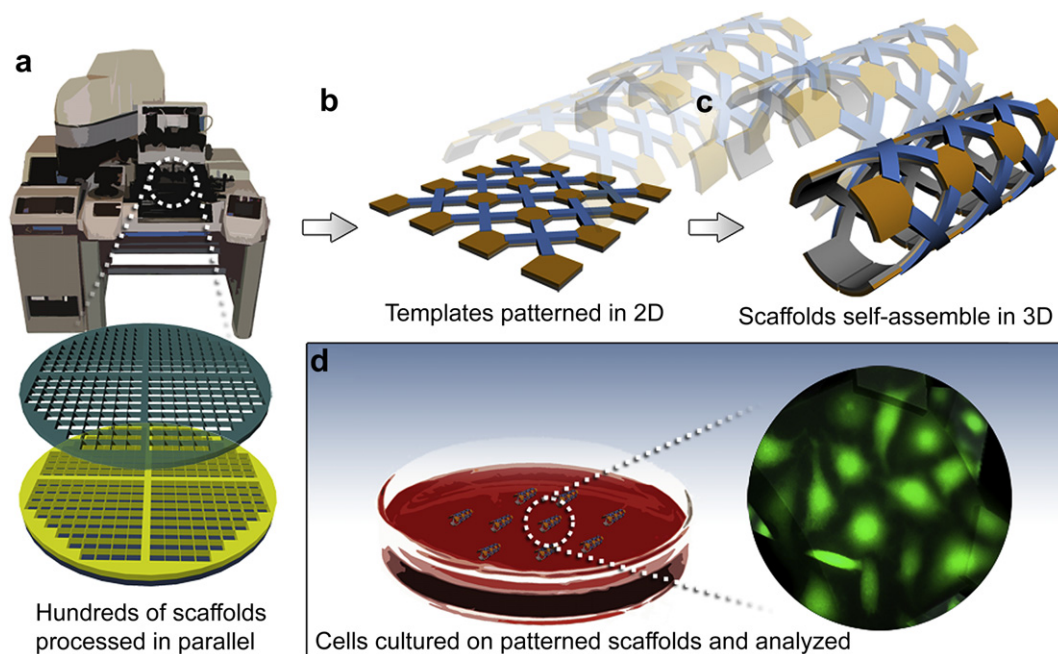 a
b
c
Templates patterned in 2D
Scaffolds self-assemble in 3D
Hundreds of scaffolds
processed in parallel
d
Cells cultured on patterned scaffolds and analyzed